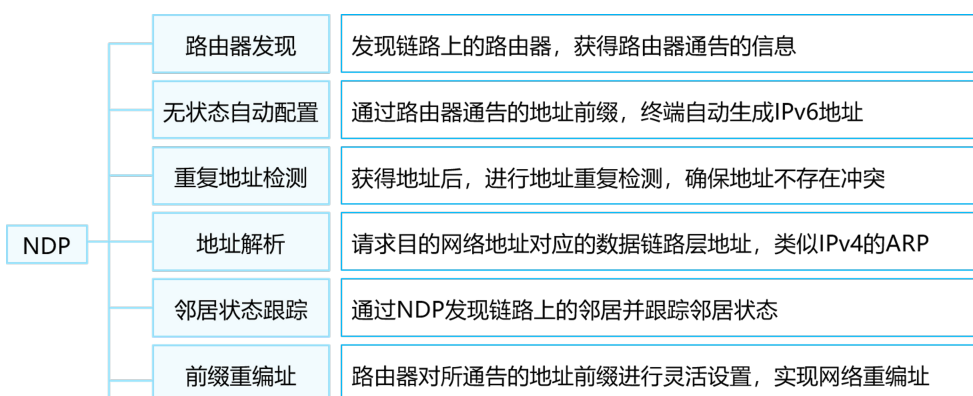 NDP
路由器发现
发现链路上的路由器，获得路由器通告的信息
无状态自动配置
通过路由器通告的地址前缀，终端自动生成IPv6地址
重复地址检测
获得地址后，进行地址重复检测，确保地址不存在冲突
地址解析
请求目的网络地址对应的数据链路层地址，类似IPv4的ARP
邻居状态跟踪
通过NDP发现链路上的邻居并跟踪邻居状态
前缀重编址
路由器对所通告的地址前缀进行灵活设置，实现网络重编址